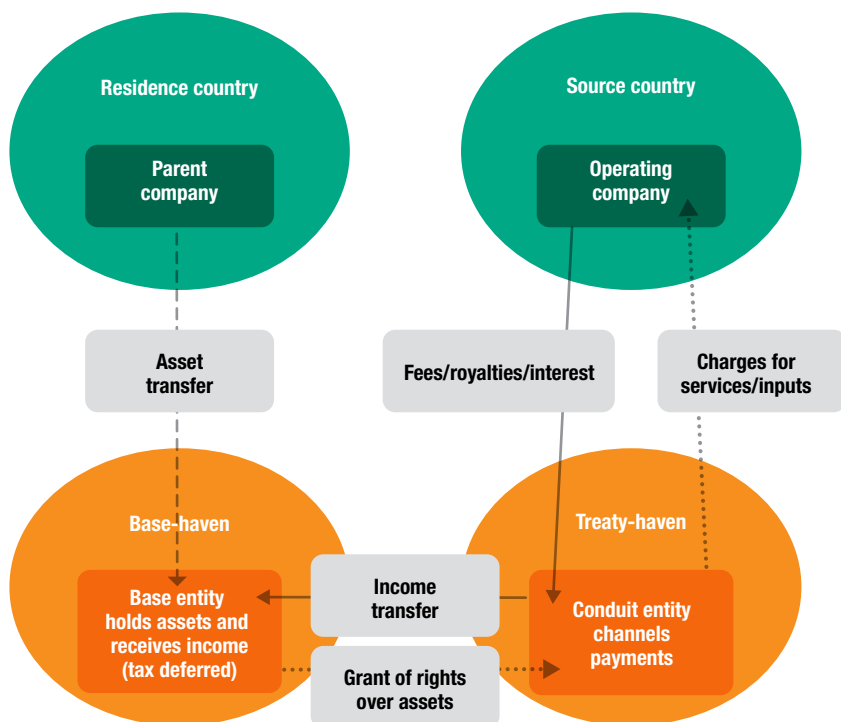 Residence country
Source country
Parent
company
Operating
company
Asset
transfer
Fees/royalties/interest
Charges for
services/inputs
Base-haven
Treaty-haven
Base entity
holds assets and
receives income
(tax deferred)
Income
transfer
Conduit entity
channels
payments
Grant of rights
over assets